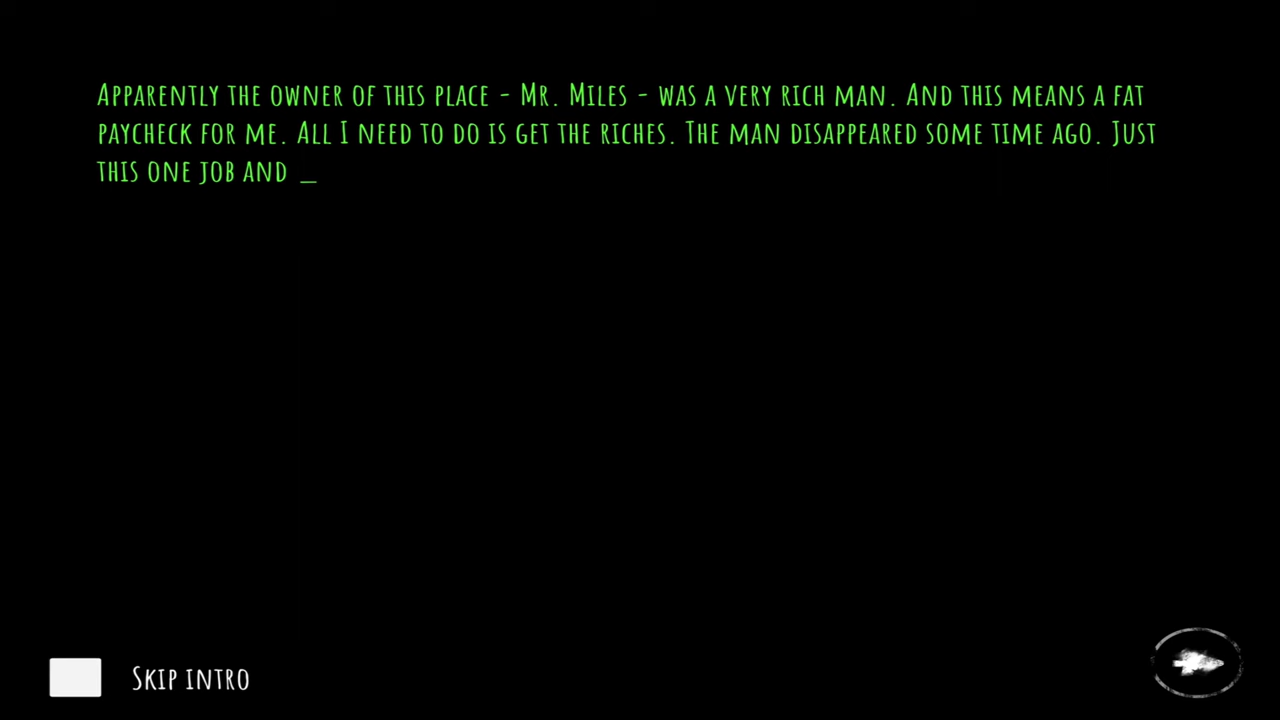 Apparently the owner of this place - Mr. Miles - was a very rich man. And this means a fat
paycheck for me. All I need to do is get the riches. The man disappeared some time ago. Just
this one job and _
Skip intro